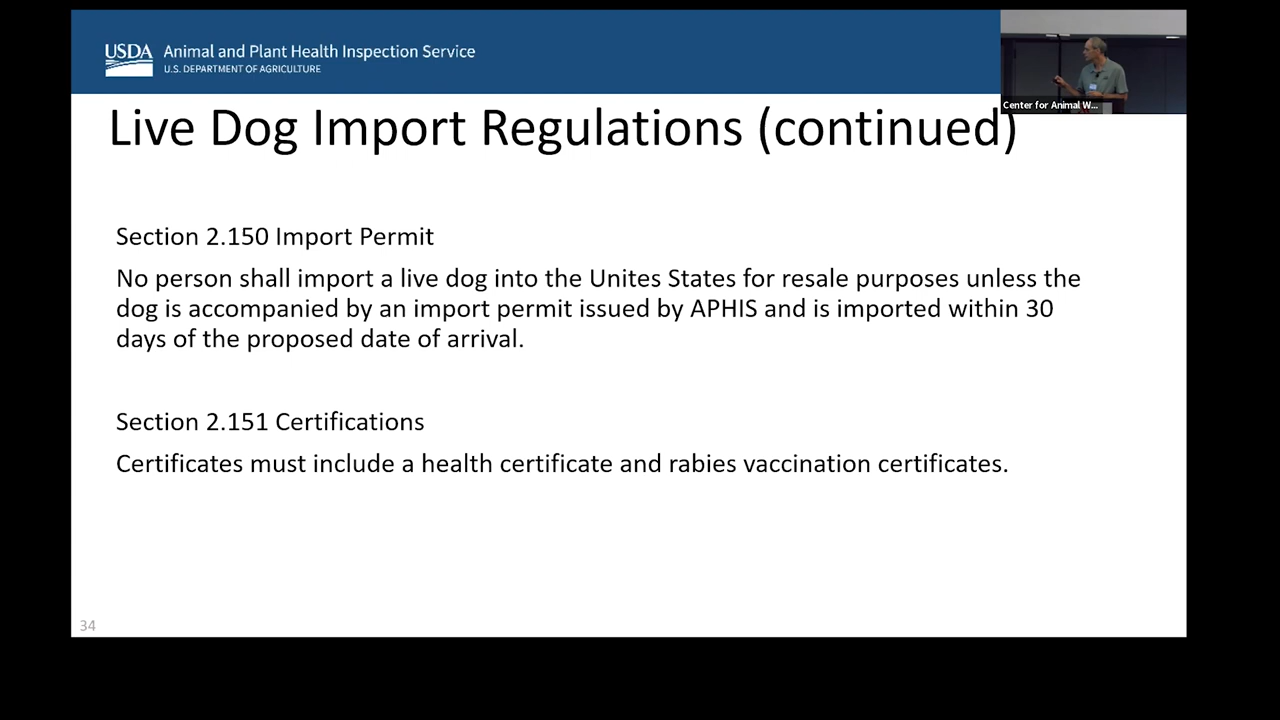 USDA Animal and Plant Health Inspection Service
U.S. DEPARTMENT OF AGRICULTURE
Center for Animal W...
Live Dog Import Regulations (continued)
Section 2.150 Import Permit
No person shall import a live dog into the Unites States for resale purposes unless the
dog is accompanied by an import permit issued by APHIS and is imported within 30
days of the proposed date of arrival.
Section 2.151 Certifications
Certificates must include a health certificate and rabies vaccination certificates.
34